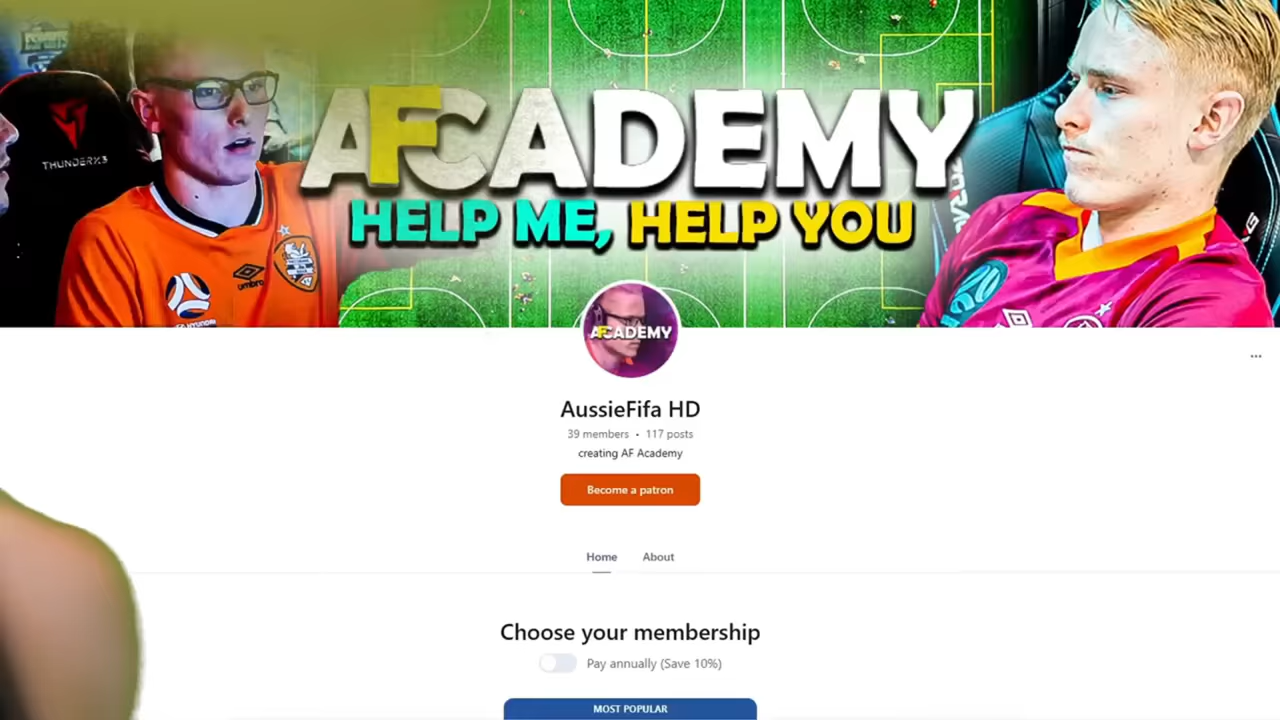 AFCADEMY
HELP ME, HELP YOU
THUNDERX3
umbro
HYUNDAI
AFCADEMY
AussieFifa HD
39 members • 117 posts
creating AF Academy
Become a patron
Home About
Choose your membership
Pay annually (Save 10%)
MOST POPULAR